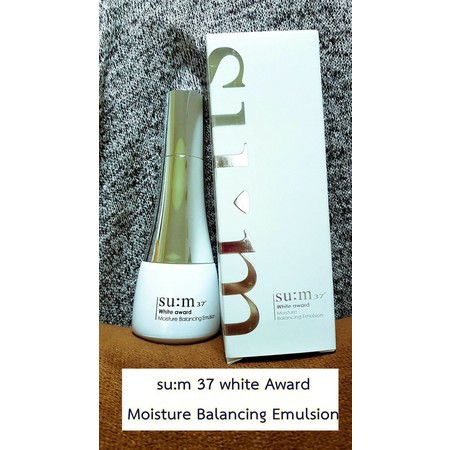 su:m
su:m 37°
White award
Moisture Balancing Emulsion
su:m 37°
White award
Moisture
Balancing Emulsion
su:m 37 white Award
Moisture Balancing Emulsion